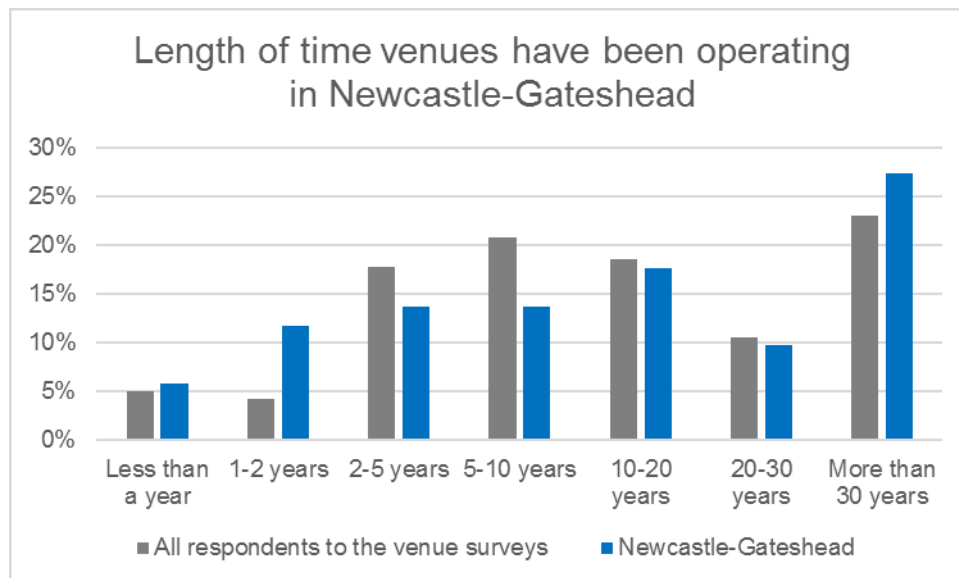 Length of time venues have been operating
in Newcastle-Gateshead
30%
25%
20%
15%
10%
5%
0%
Less than
a year
1-2 years
2-5 years
5-10 years
10-20
years
20-30
years
More than
30 years
All respondents to the venue surveys
Newcastle-Gateshead